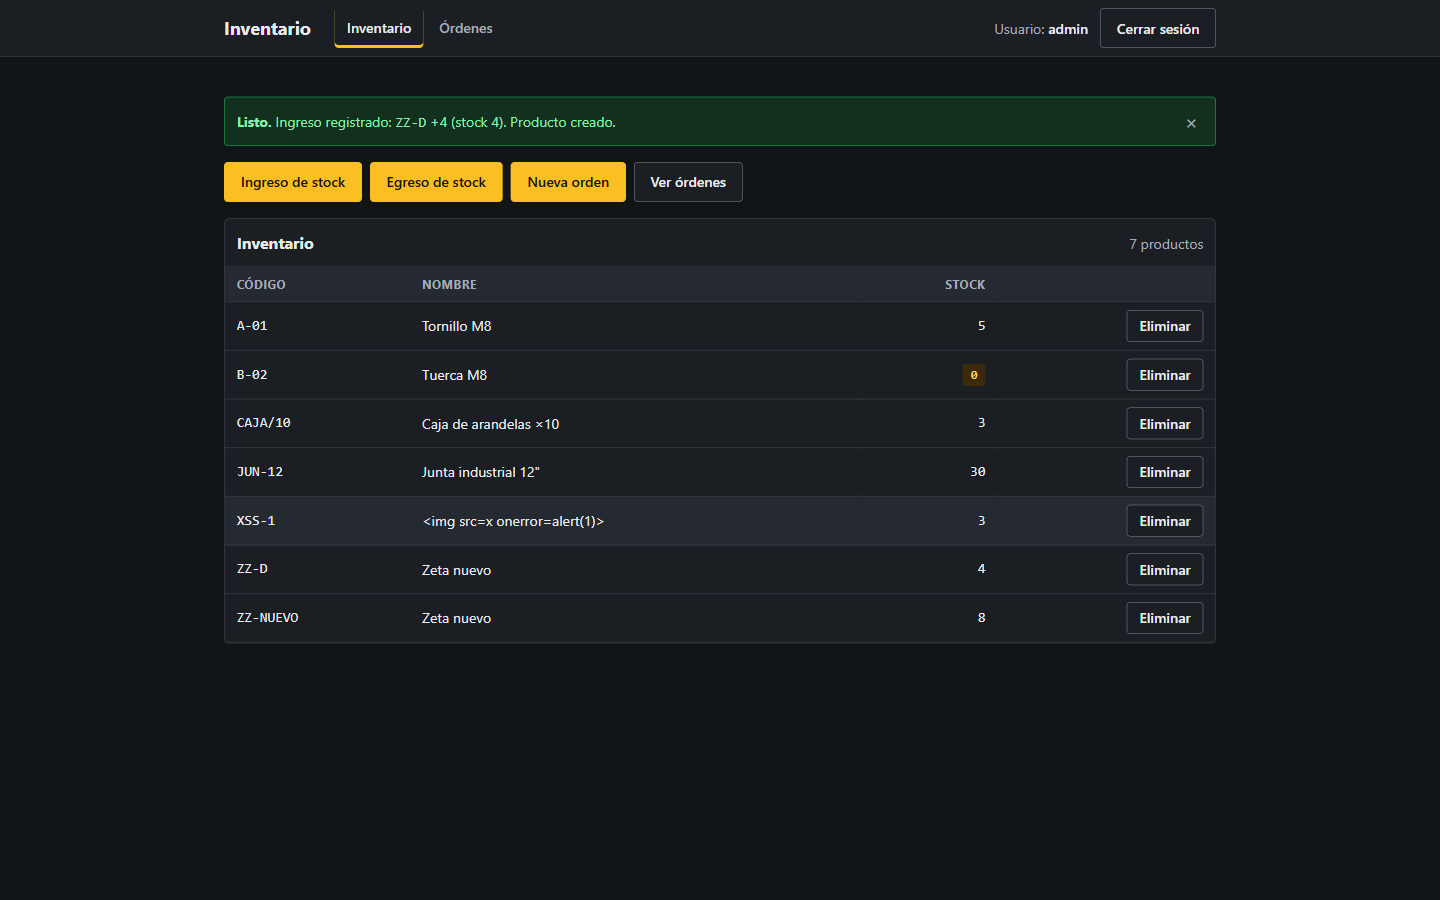 Inventario Inventario Órdenes Usuario: admin Cerrar sesión
Listo. Ingreso registrado: ZZ-D +4 (stock 4). Producto creado. ×
Ingreso de stock Egreso de stock Nueva orden Ver órdenes
Inventario 7 productos
CÓDIGO NOMBRE STOCK
A-01 Tornillo M8 5 Eliminar
B-02 Tuerca M8 0 Eliminar
CAJA/10 Caja de arandelas ×10 3 Eliminar
JUN-12 Junta industrial 12" 30 Eliminar
XSS-1 <img src=x onerror=alert(1)> 3 Eliminar
ZZ-D Zeta nuevo 4 Eliminar
ZZ-NUEVO Zeta nuevo 8 Eliminar